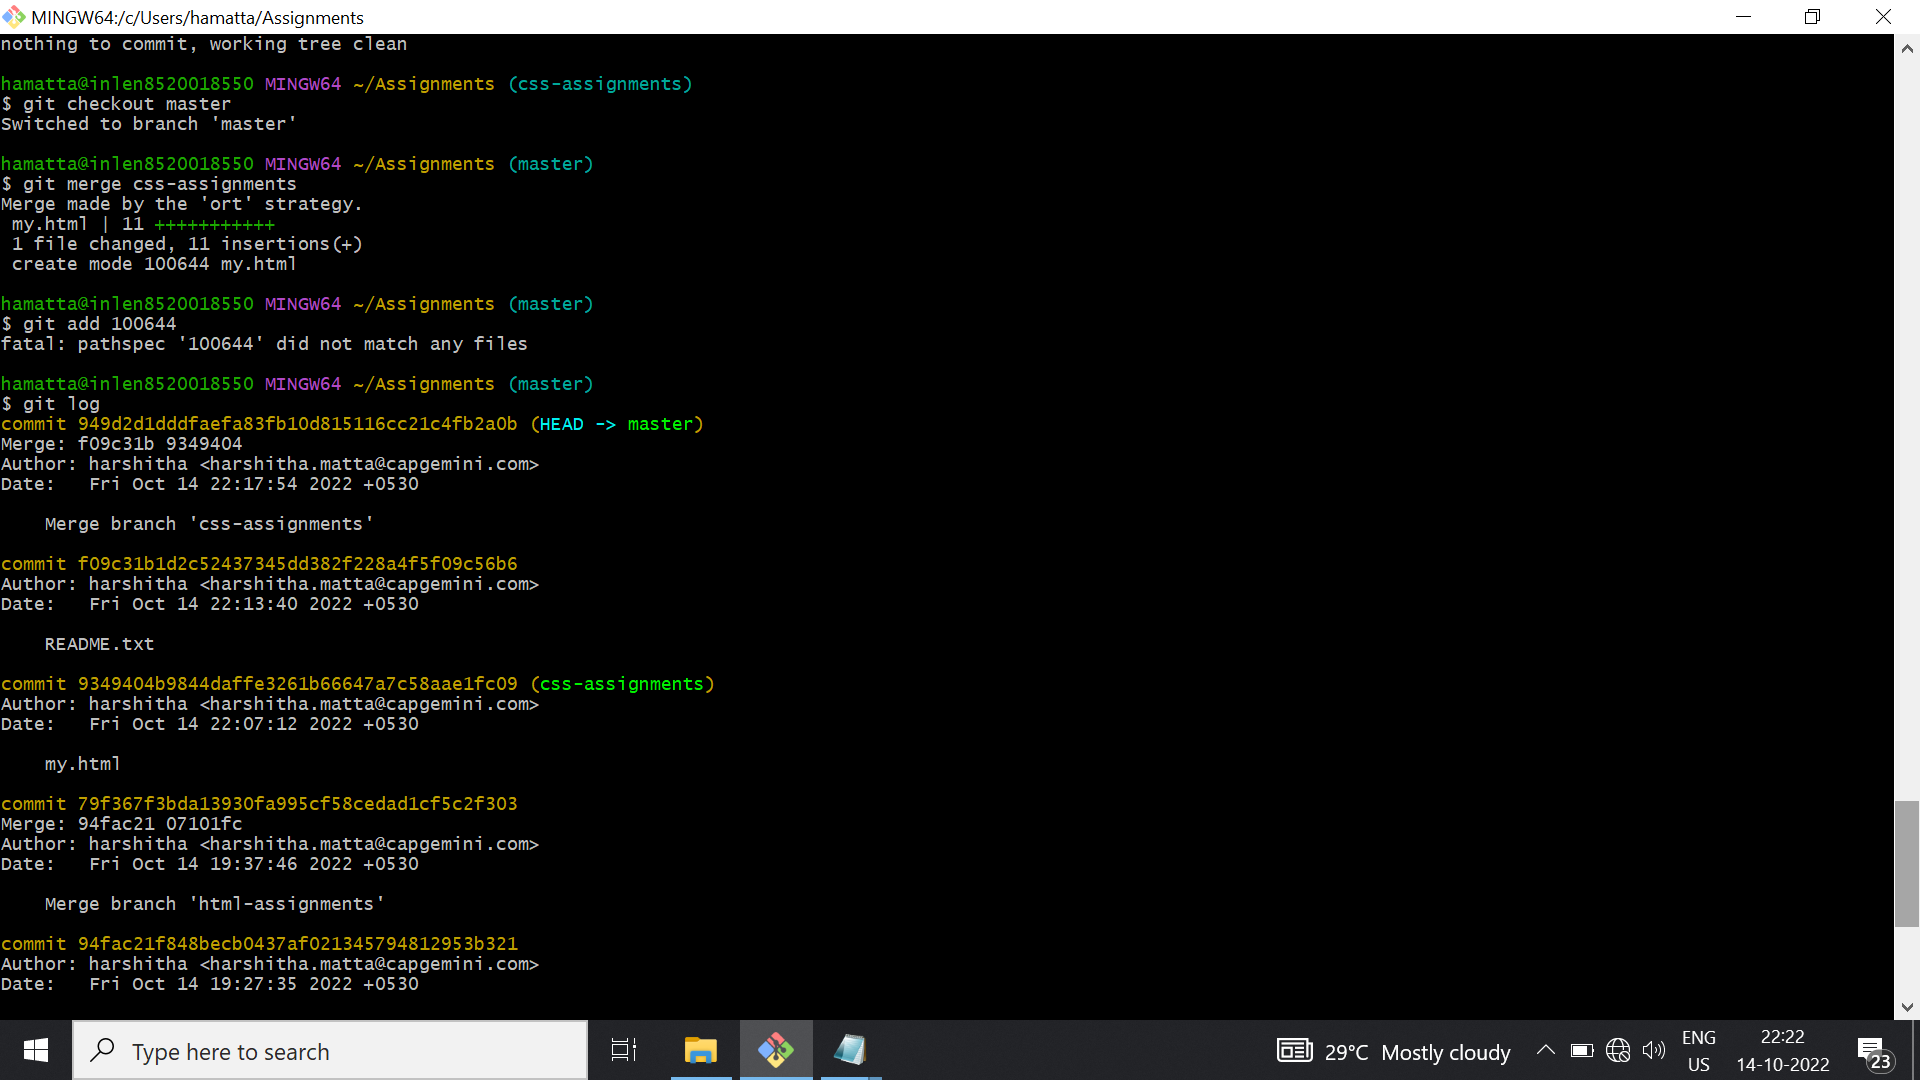 MINGW64:/c/Users/hamatta/Assignments
nothing to commit, working tree clean
hamatta@inlen8520018550 MINGW64 ~/Assignments (css-assignments)
$ git checkout master
Switched to branch 'master'
hamatta@inlen8520018550 MINGW64 ~/Assignments (master)
$ git merge css-assignments
Merge made by the 'ort' strategy.
my.html | 11 +++++++++++
1 file changed, 11 insertions(+)
create mode 100644 my.html
hamatta@inlen8520018550 MINGW64 ~/Assignments (master)
$ git add 100644
fatal: pathspec '100644' did not match any files
hamatta@inlen8520018550 MINGW64 ~/Assignments (master)
$ git log
commit 949d2d1dddfaefa83fb10d815116cc21c4fb2a0b (HEAD -> master)
Merge: f09c31b 9349404
Author: harshitha <harshitha.matta@capgemini.com>
Date:   Fri Oct 14 22:17:54 2022 +0530
Merge branch 'css-assignments'
commit f09c31b1d2c52437345dd382f228a4f5f09c56b6
Author: harshitha <harshitha.matta@capgemini.com>
Date:   Fri Oct 14 22:13:40 2022 +0530
README.txt
commit 9349404b9844daffe3261b66647a7c58aae1fc09 (css-assignments)
Author: harshitha <harshitha.matta@capgemini.com>
Date:   Fri Oct 14 22:07:12 2022 +0530
my.html
commit 79f367f3bda13930fa995cf58cedad1cf5c2f303
Merge: 94fac21 07101fc
Author: harshitha <harshitha.matta@capgemini.com>
Date:   Fri Oct 14 19:37:46 2022 +0530
Merge branch 'html-assignments'
commit 94fac21f848becb0437af021345794812953b321
Author: harshitha <harshitha.matta@capgemini.com>
Date:   Fri Oct 14 19:27:35 2022 +0530
Type here to search
29°C Mostly cloudy
ENG
US
22:22
14-10-2022
23